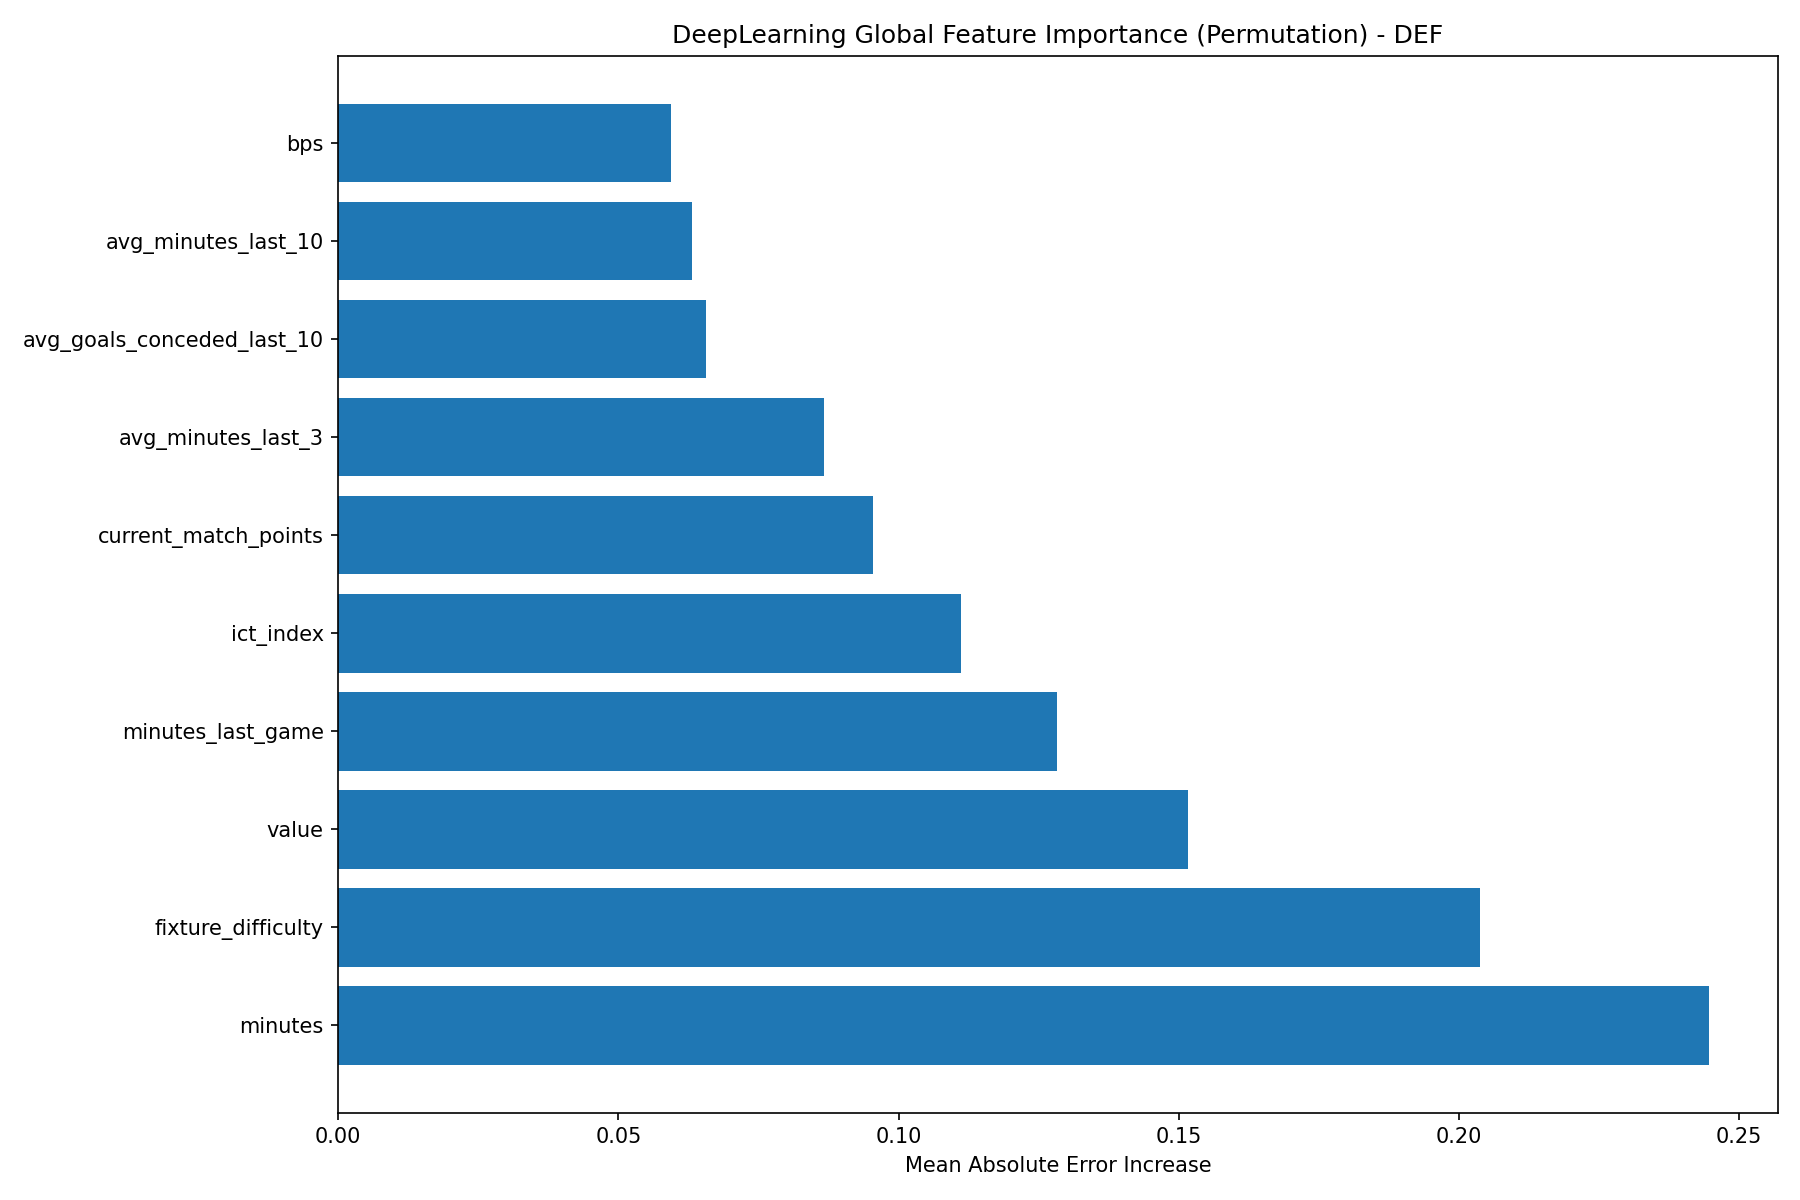 DeepLearning Global Feature Importance (Permutation) - DEF
bps
avg_minutes_last_10
avg_goals_conceded_last_10
avg_minutes_last_3
current_match_points
ict_index
minutes_last_game
value
fixture_difficulty
minutes
0.00 0.05 0.10 0.15 0.20 0.25
Mean Absolute Error Increase